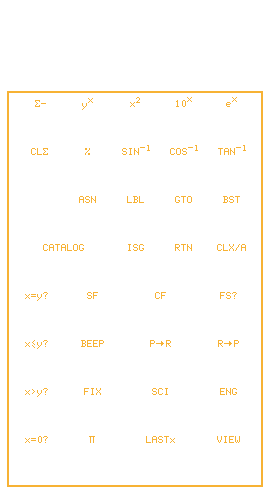 Σ- yˣ x² 10ˣ eˣ
CLΣ % SIN⁻¹ COS⁻¹ TAN⁻¹
ASN LBL GTO BST
CATALOG ISG RTN CLX/A
x=y? SF CF FS?
x≤y? BEEP P→R R→P
x>y? FIX SCI ENG
x=0? π LASTx VIEW